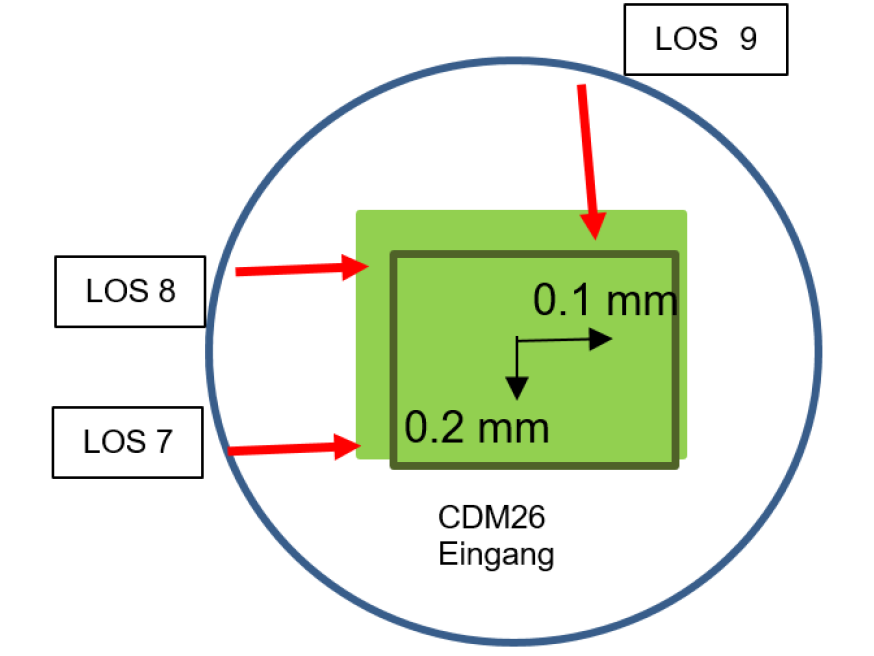 LOS 9
LOS 8
0.1 mm
0.2 mm
LOS 7
CDM26
Eingang